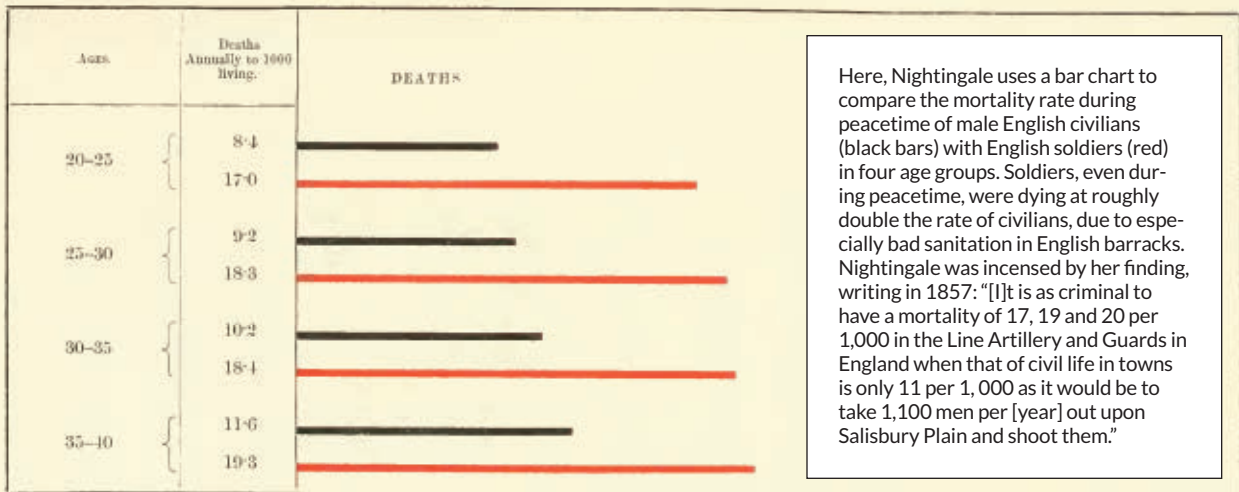 AGES.
Deaths
Annually to 1000
living.
DEATHS
20–25
8·4
17·0
25–30
9·2
18·3
30–35
10·2
18·4
35–40
11·6
19·3
Here, Nightingale uses a bar chart to
compare the mortality rate during
peacetime of male English civilians
(black bars) with English soldiers (red)
in four age groups. Soldiers, even dur-
ing peacetime, were dying at roughly
double the rate of civilians, due to espe-
cially bad sanitation in English barracks.
Nightingale was incensed by her finding,
writing in 1857: “[I]t is as criminal to
have a mortality of 17, 19 and 20 per
1,000 in the Line Artillery and Guards in
England when that of civil life in towns
is only 11 per 1, 000 as it would be to
take 1,100 men per [year] out upon
Salisbury Plain and shoot them.”